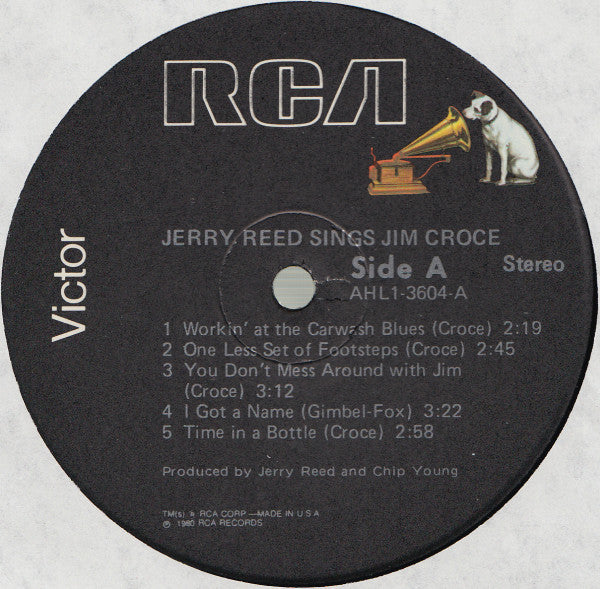 RCA
Victor
JERRY REED SINGS JIM CROCE
Side A
Stereo
AHL1-3604-A
1 Workin' at the Carwash Blues (Croce) 2:19
2 One Less Set of Footsteps (Croce) 2:45
3 You Don't Mess Around with Jim
(Croce) 3:12
4 I Got a Name (Gimbel-Fox) 3:22
5 Time in a Bottle (Croce) 2:58
Produced by Jerry Reed and Chip Young
TM(s) ® RCA CORP —MADE IN U S A
℗ 1980 RCA RECORDS